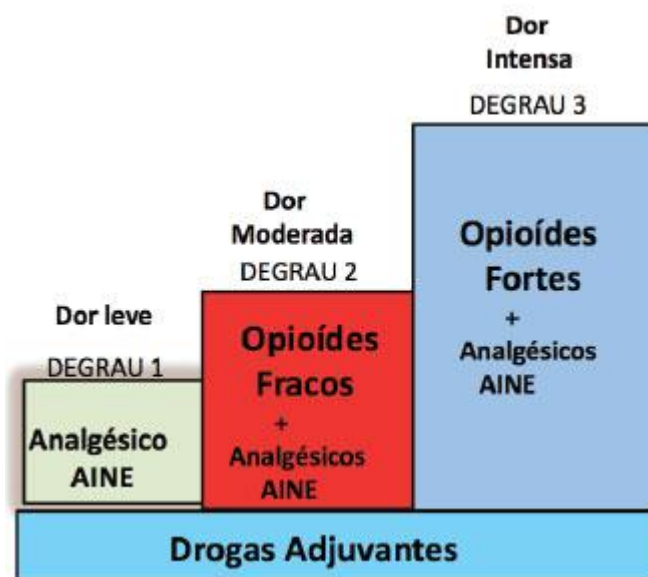 Dor leve
DEGRAU 1
Analgésico
AINE
Dor
Moderada
DEGRAU 2
Opioídes
Fracos
+
Analgésicos
AINE
Dor
Intensa
DEGRAU 3
Opioídes
Fortes
+
Analgésicos
AINE
Drogas Adjuvantes